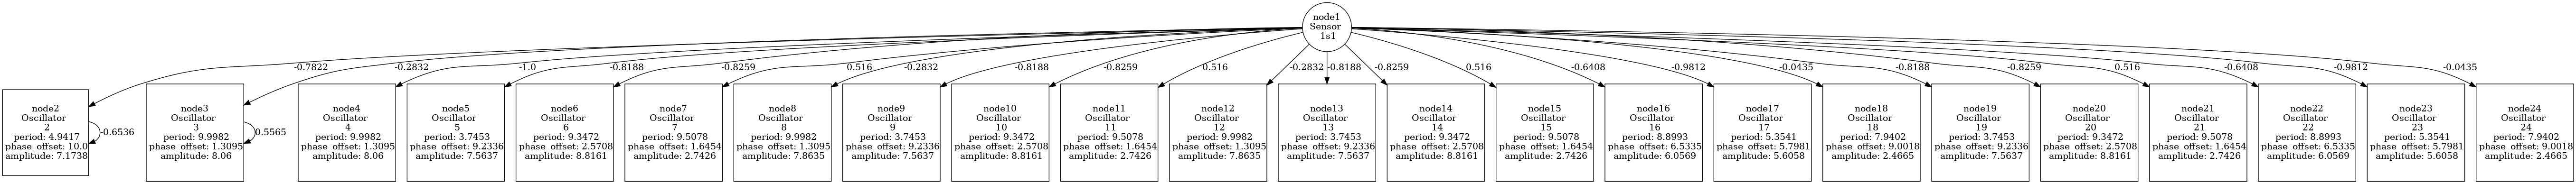 node1
Sensor
1s1
-0.7822
-0.2832
-1.0
-0.8188
-0.8259
0.516
-0.2832
-0.8188
-0.8259
0.516
-0.2832
-0.8188
-0.8259
0.516
-0.6408
-0.9812
-0.0435
-0.8188
-0.8259
0.516
-0.6408
-0.9812
-0.0435
node2
Oscillator
2
period: 4.9417
phase_offset: 10.0
amplitude: 7.1738
-0.6536
node3
Oscillator
3
period: 9.9982
phase_offset: 1.3095
amplitude: 8.06
0.5565
node4
Oscillator
4
period: 9.9982
phase_offset: 1.3095
amplitude: 8.06
node5
Oscillator
5
period: 3.7453
phase_offset: 9.2336
amplitude: 7.5637
node6
Oscillator
6
period: 9.3472
phase_offset: 2.5708
amplitude: 8.8161
node7
Oscillator
7
period: 9.5078
phase_offset: 1.6454
amplitude: 2.7426
node8
Oscillator
8
period: 9.9982
phase_offset: 1.3095
amplitude: 7.8635
node9
Oscillator
9
period: 3.7453
phase_offset: 9.2336
amplitude: 7.5637
node10
Oscillator
10
period: 9.3472
phase_offset: 2.5708
amplitude: 8.8161
node11
Oscillator
11
period: 9.5078
phase_offset: 1.6454
amplitude: 2.7426
node12
Oscillator
12
period: 9.9982
phase_offset: 1.3095
amplitude: 7.8635
node13
Oscillator
13
period: 3.7453
phase_offset: 9.2336
amplitude: 7.5637
node14
Oscillator
14
period: 9.3472
phase_offset: 2.5708
amplitude: 8.8161
node15
Oscillator
15
period: 9.5078
phase_offset: 1.6454
amplitude: 2.7426
node16
Oscillator
16
period: 8.8993
phase_offset: 6.5335
amplitude: 6.0569
node17
Oscillator
17
period: 5.3541
phase_offset: 5.7981
amplitude: 5.6058
node18
Oscillator
18
period: 7.9402
phase_offset: 9.0018
amplitude: 2.4665
node19
Oscillator
19
period: 3.7453
phase_offset: 9.2336
amplitude: 7.5637
node20
Oscillator
20
period: 9.3472
phase_offset: 2.5708
amplitude: 8.8161
node21
Oscillator
21
period: 9.5078
phase_offset: 1.6454
amplitude: 2.7426
node22
Oscillator
22
period: 8.8993
phase_offset: 6.5335
amplitude: 6.0569
node23
Oscillator
23
period: 5.3541
phase_offset: 5.7981
amplitude: 5.6058
node24
Oscillator
24
period: 7.9402
phase_offset: 9.0018
amplitude: 2.4665